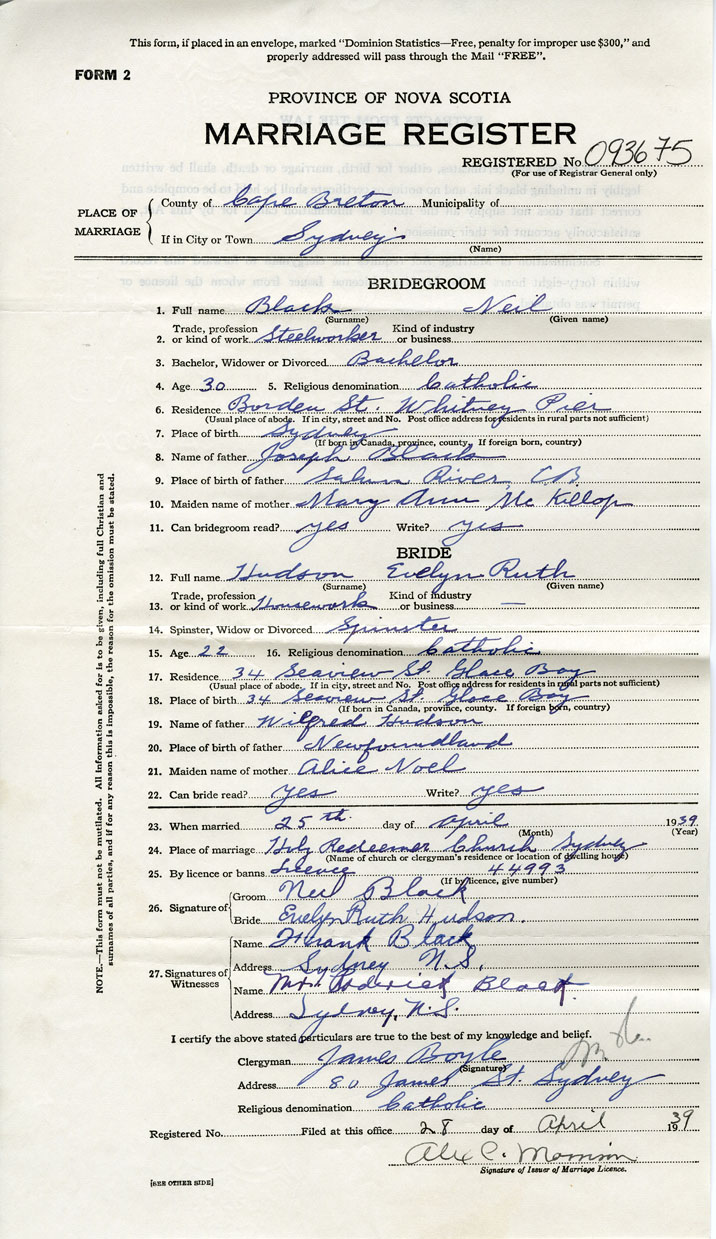 This form, if placed in an envelope, marked "Dominion Statistics—Free, penalty for improper use $300," and
properly addressed will pass through the Mail "FREE".
FORM 2
PROVINCE OF NOVA SCOTIA
MARRIAGE REGISTER
REGISTERED No. 093675
(For use of Registrar General only)
PLACE OF MARRIAGE
County of Cape Breton Municipality of
If in City or Town Sydney
(Name)
BRIDEGROOM
1. Full name Black Neil
(Surname) (Given name)
2. Trade, profession or kind of work Steelworker Kind of industry or business
3. Bachelor, Widower or Divorced Bachelor
4. Age 30 5. Religious denomination Catholic
6. Residence Borden St. Whitney Pier
(Usual place of abode. If in city, street and No. Post office address for residents in rural parts not sufficient)
7. Place of birth Sydney
(If born in Canada, province, county. If foreign born, country)
8. Name of father Joseph Black
9. Place of birth of father River, C.B.
10. Maiden name of mother Mary Ann McKillop
11. Can bridegroom read? yes Write? yes
BRIDE
12. Full name Hudson Evelyn Ruth
(Surname) (Given name)
13. Trade, profession or kind of work Housework Kind of industry or business —
14. Spinster, Widow or Divorced Spinster
15. Age 22 16. Religious denomination Catholic
17. Residence 34 Seaview St. Glace Bay
(Usual place of abode. If in city, street and No. Post office address for residents in rural parts not sufficient)
18. Place of birth 34 Seaview St. Glace Bay
(If born in Canada, province, county. If foreign born, country)
19. Name of father Wilfred Hudson
20. Place of birth of father Newfoundland
21. Maiden name of mother Alice Noel
22. Can bride read? yes Write? yes
23. When married 25th day of April 1939
(Month) (Year)
24. Place of marriage Holy Redeemer Church Sydney
(Name of church or clergyman's residence or location of dwelling house)
25. By licence or banns Licence 44993
(If by licence, give number)
26. Signature of
Groom Neil Black
Bride Evelyn Ruth Hudson.
27. Signatures of Witnesses
Name Frank Black
Address Sydney N.S.
Name Mrs. Roderick Black
Address Sydney, N.S.
I certify the above stated particulars are true to the best of my knowledge and belief.
Clergyman James Boyle
(Signature)
Address 80 James St. Sydney
Religious denomination Catholic
Registered No. Filed at this office 28 day of April 1939
Alex C. Morrison
Signature of Issuer of Marriage Licence.
[SEE OTHER SIDE]
NOTE.—This form must not be mutilated. All information asked for is to be given, including full Christian and
surnames of all parties, and if for any reason this is impossible, the reason for the omission must be stated.